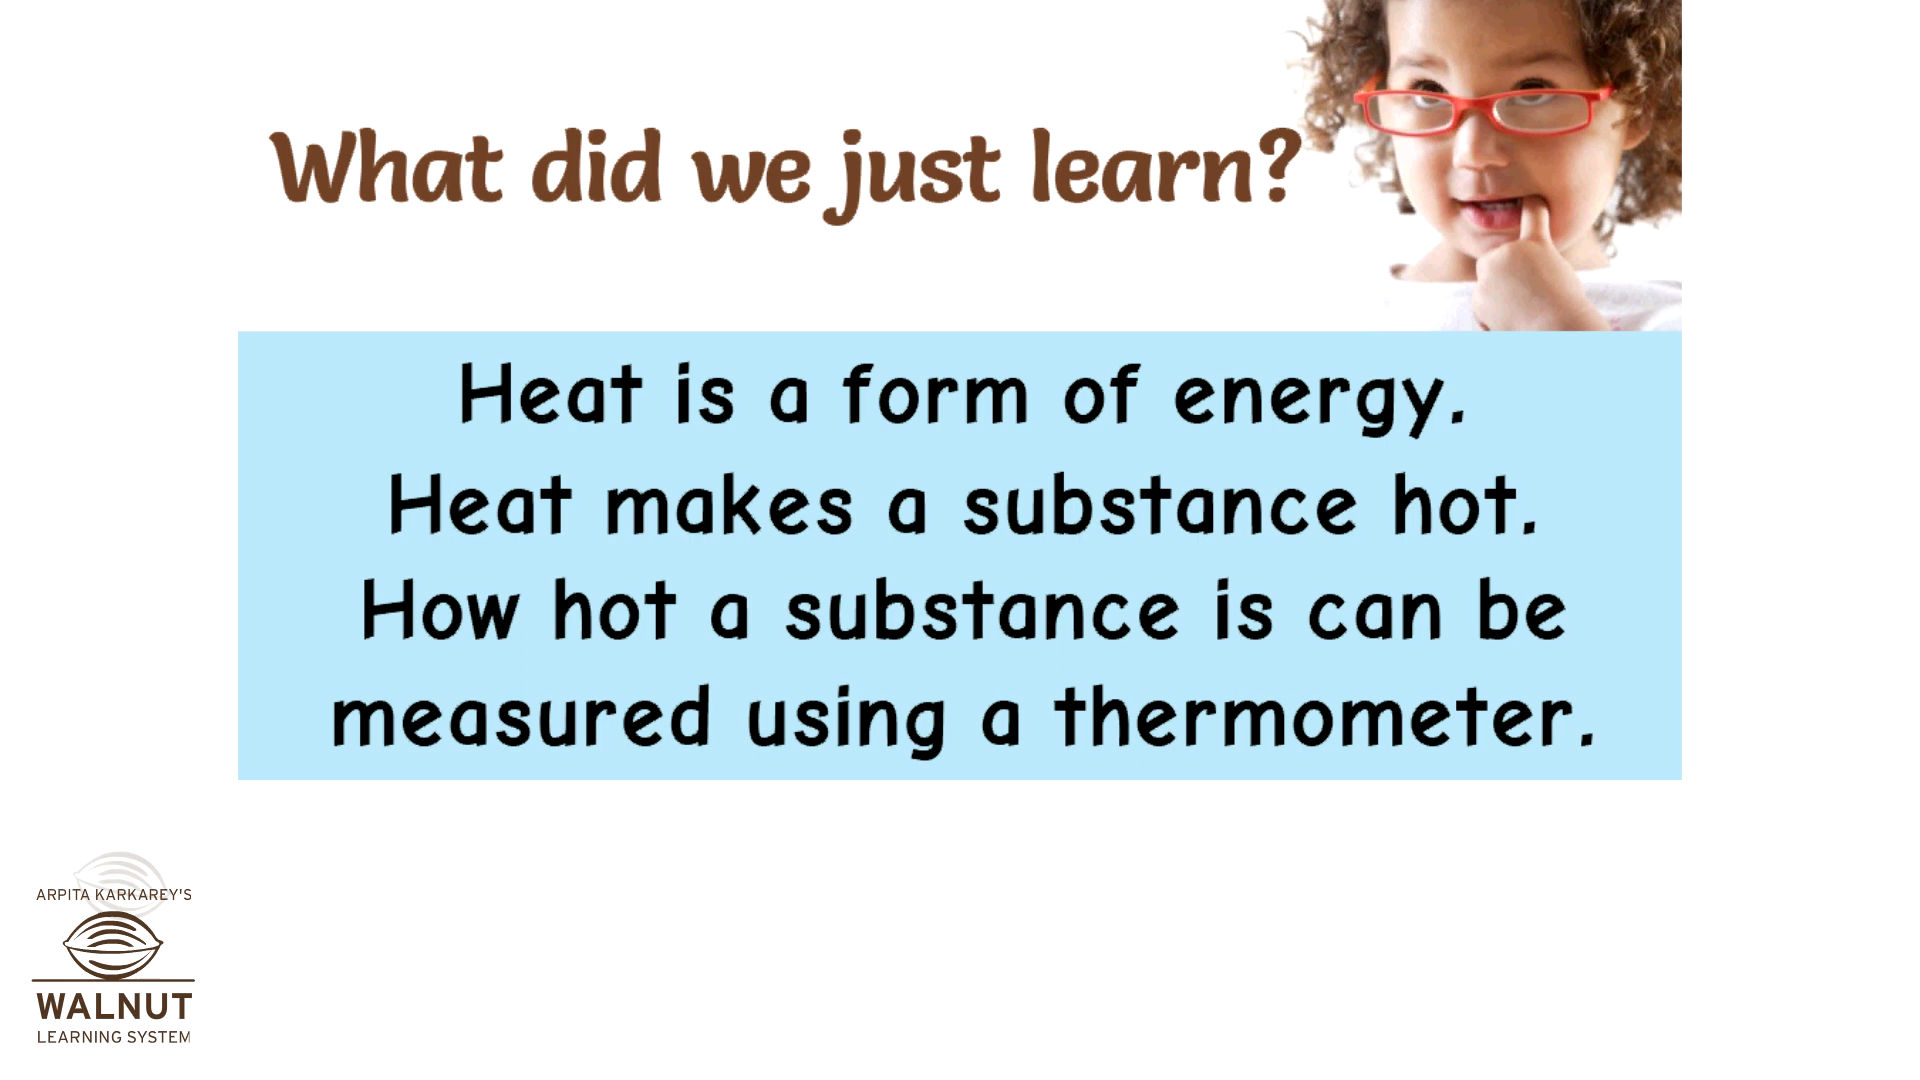 What did we just learn?
Heat is a form of energy.
Heat makes a substance hot.
How hot a substance is can be
measured using a thermometer.
ARPITA KARKAREY'S
WALNUT
LEARNING SYSTEM